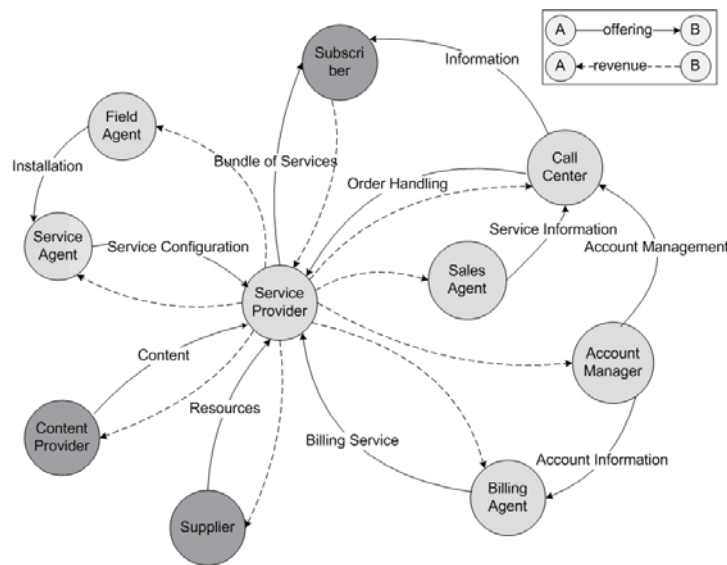 A
offering
B
A
revenue
B
Subscri
ber
Information
Field
Agent
Installation
Bundle of Services
Call
Center
Order Handling
Service
Agent
Service Configuration
Service Information
Account Management
Sales
Agent
Service
Provider
Content
Account
Manager
Resources
Content
Provider
Billing Service
Account Information
Billing
Agent
Supplier